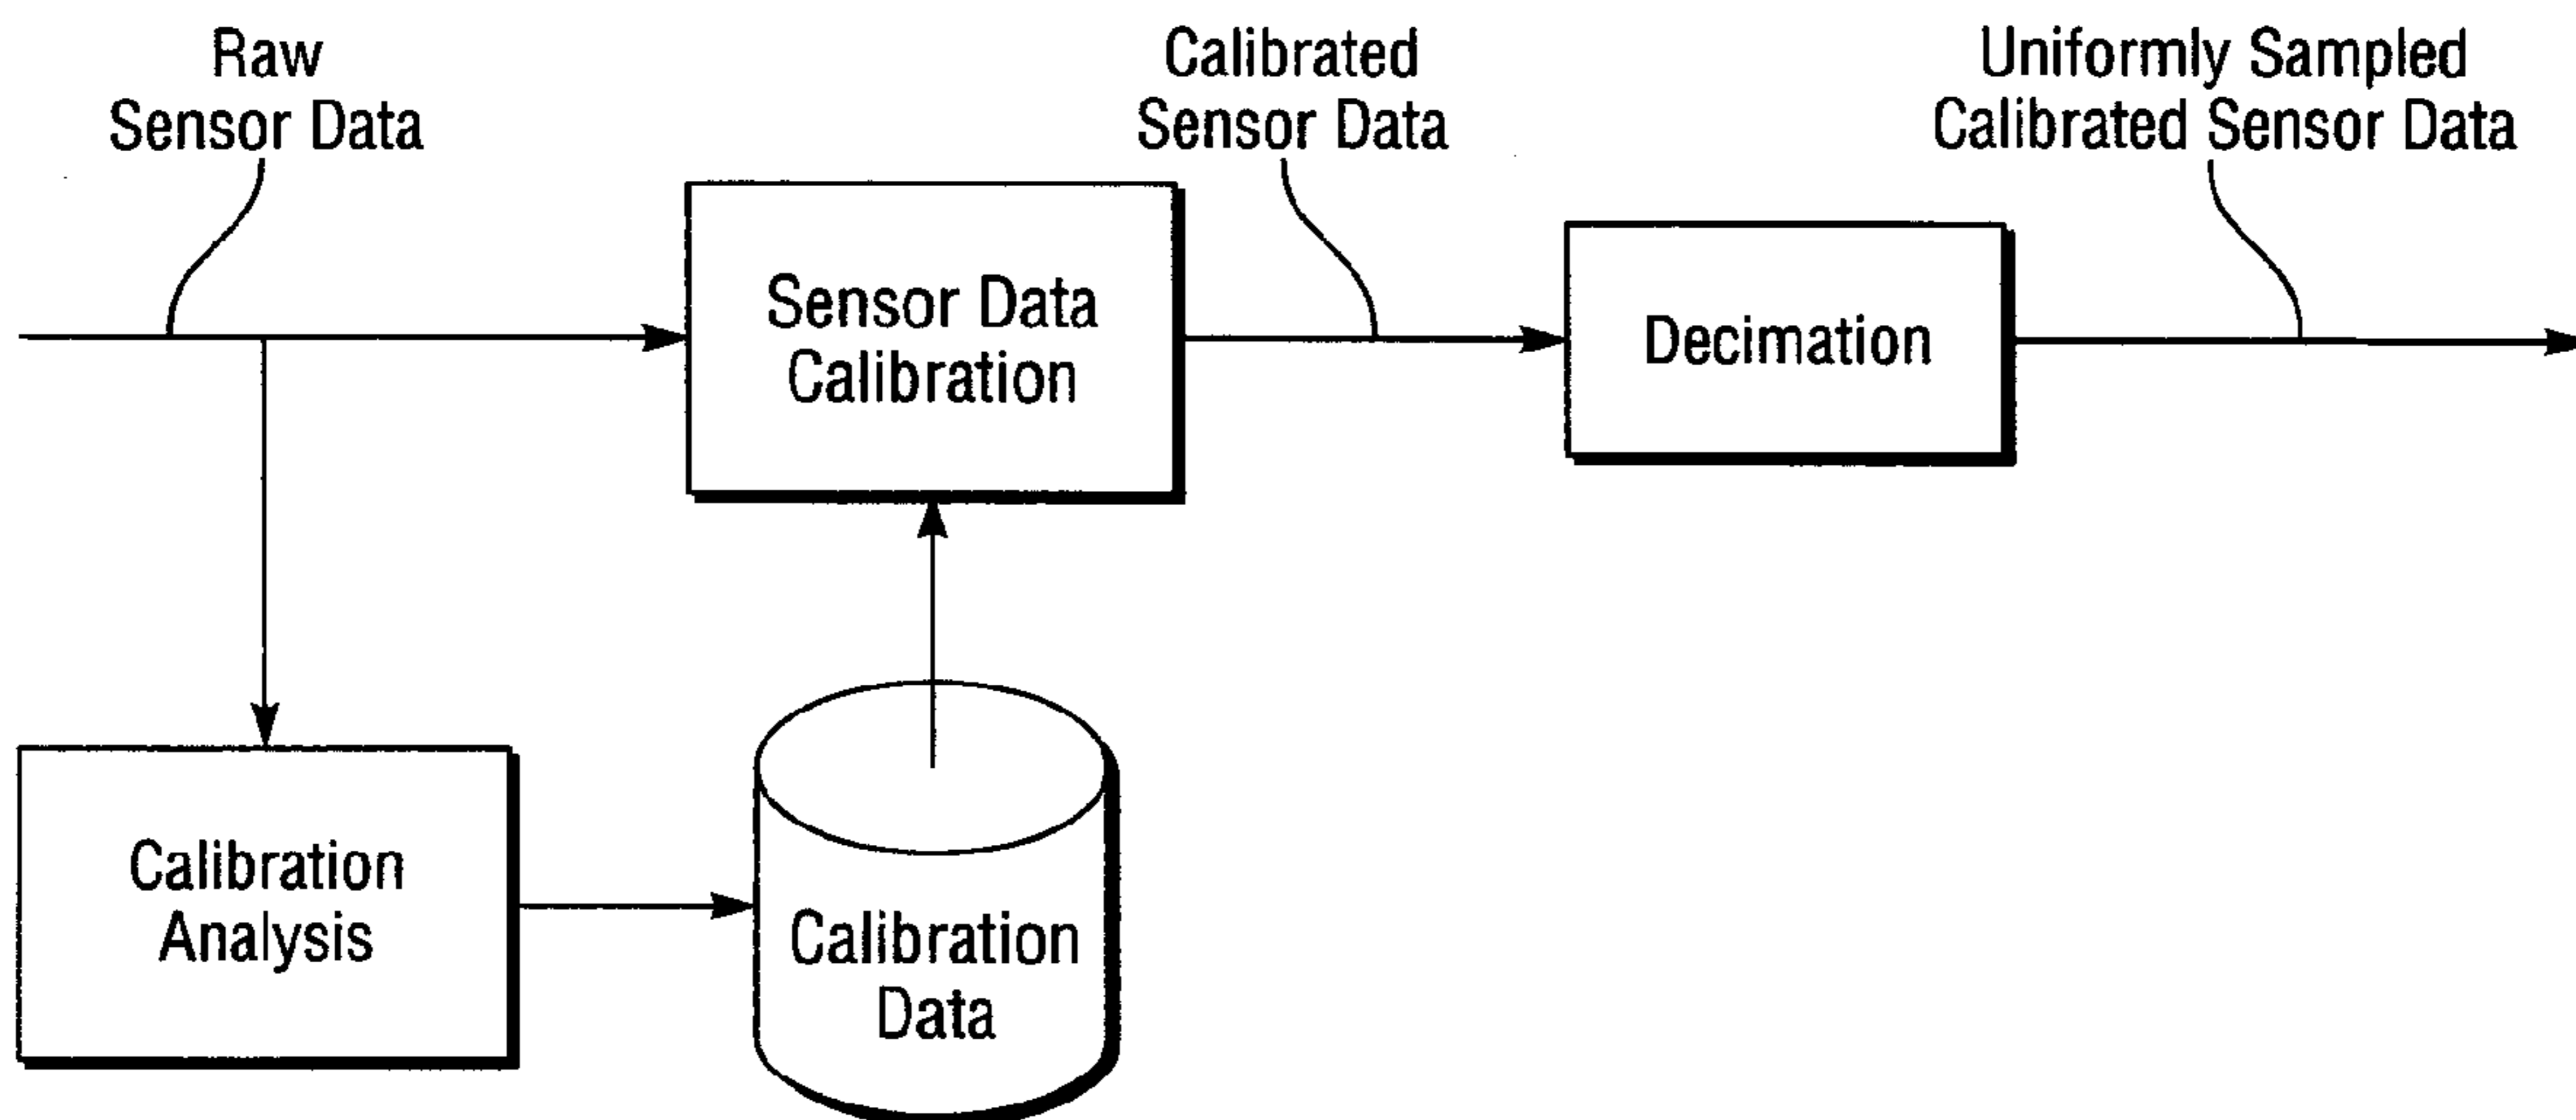 Raw
Sensor Data
Calibrated
Sensor Data
Uniformly Sampled
Calibrated Sensor Data
Sensor Data
Calibration
Decimation
Calibration
Analysis
Calibration
Data